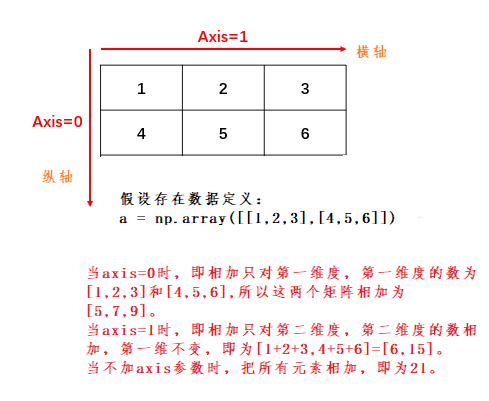 Axis=1
横轴
1 2 3
Axis=0
4 5 6
纵轴
假设存在数据定义：
a = np.array([[1,2,3],[4,5,6]])
当axis=0时，即相加只对第一维度，第一维度的数为
[1,2,3]和[4,5,6],所以这两个矩阵相加为
[5,7,9]。
当axis=1时，即相加只对第二维度，第二维度的数相
加，第一维不变，即为[1+2+3,4+5+6]=[6,15]。
当不加axis参数时，把所有元素相加，即为21。